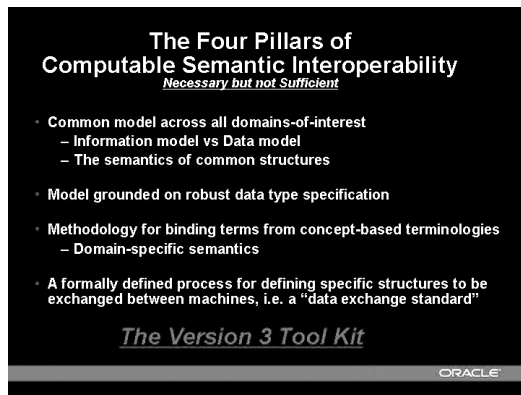 The Four Pillars of
Computable Semantic Interoperability
Necessary but not Sufficient
• Common model across all domains-of-interest
– Information model vs Data model
– The semantics of common structures
• Model grounded on robust data type specification
• Methodology for binding terms from concept-based terminologies
– Domain-specific semantics
• A formally defined process for defining specific structures to be
exchanged between machines, i.e. a “data exchange standard”
The Version 3 Tool Kit
ORACLE